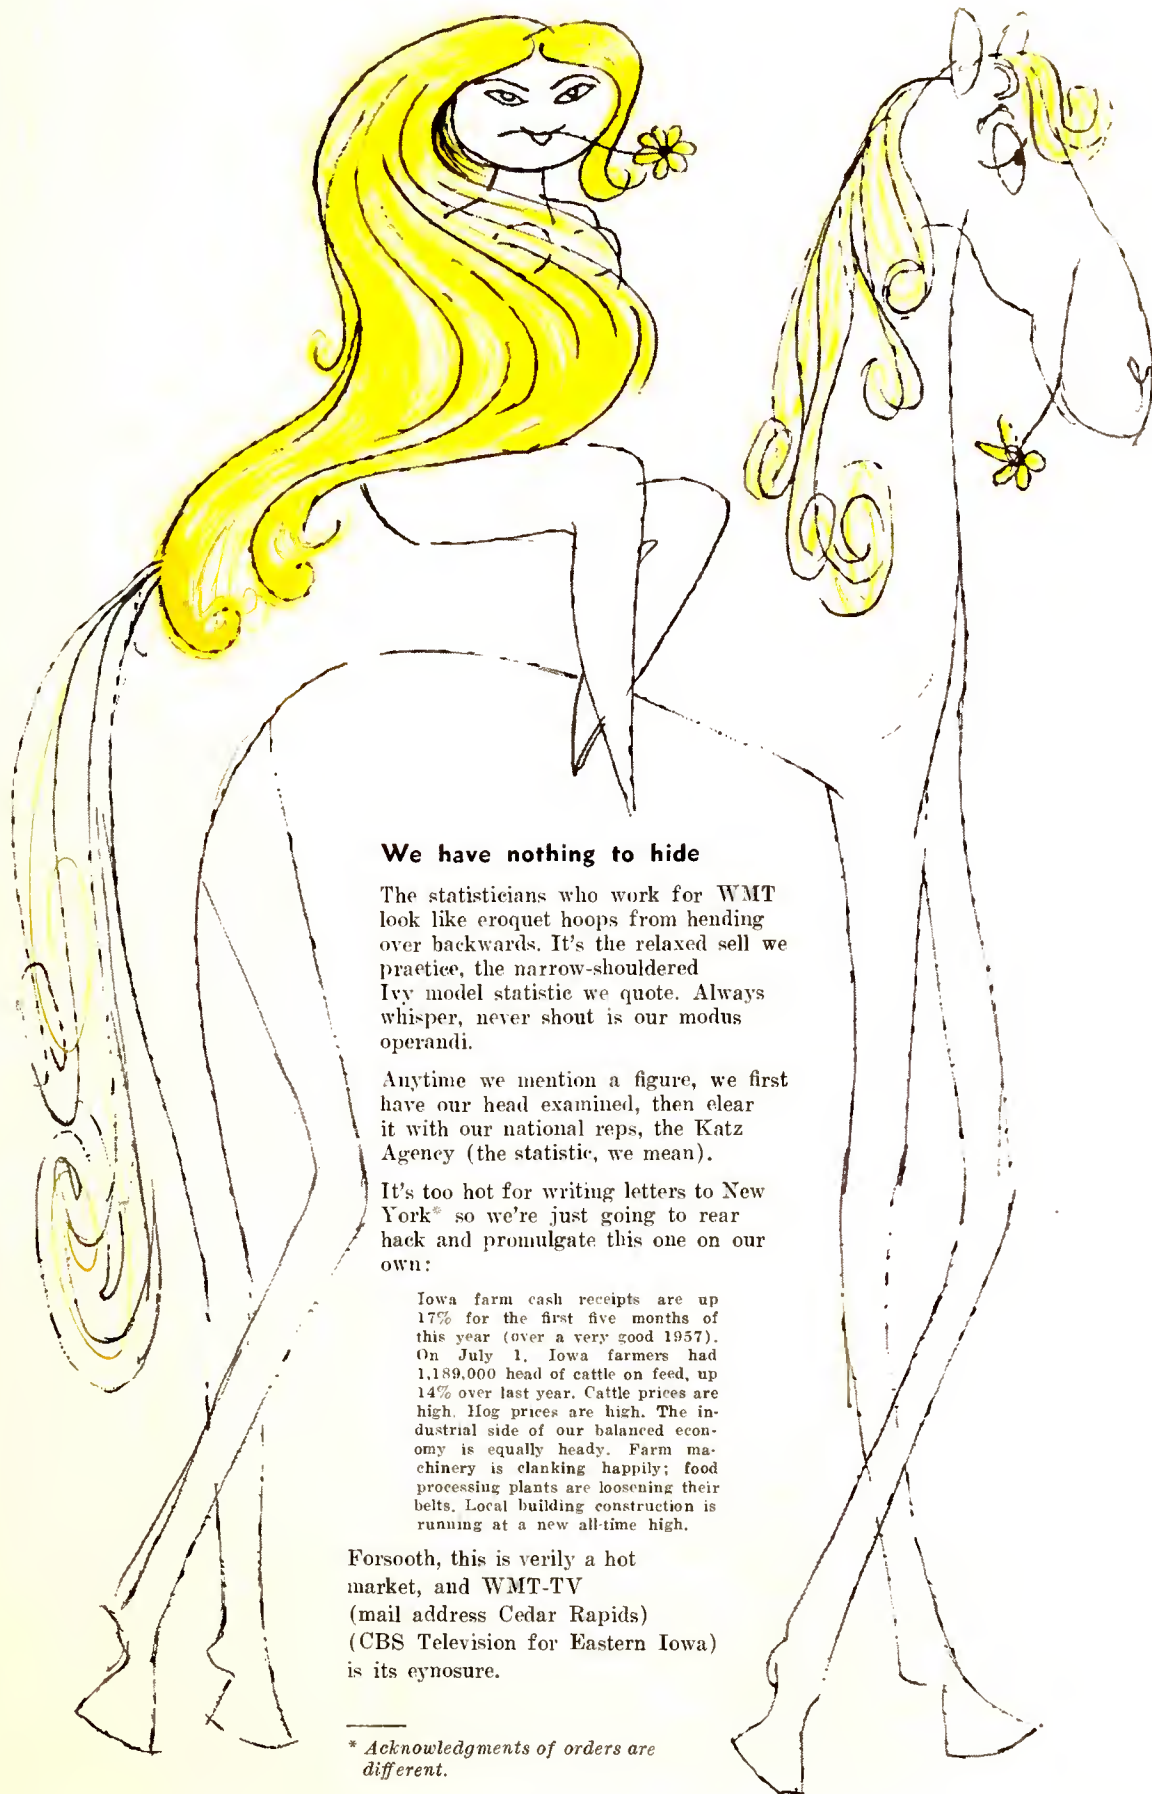 We have nothing to hide
The statisticians who work for WMT
look like croquet hoops from bending
over backwards. It's the relaxed sell we
practice, the narrow-shouldered
Ivy model statistic we quote. Always
whisper, never shout is our modus
operandi.
Anytime we mention a figure, we first
have our head examined, then clear
it with our national reps, the Katz
Agency (the statistic, we mean).
It's too hot for writing letters to New
York* so we're just going to rear
back and promulgate this one on our
own:
Iowa farm cash receipts are up
17% for the first five months of
this year (over a very good 1957).
On July 1, Iowa farmers had
1,189,000 head of cattle on feed, up
14% over last year. Cattle prices are
high. Hog prices are high. The in-
dustrial side of our balanced econ-
omy is equally heady. Farm ma-
chinery is clanking happily; food
processing plants are loosening their
belts. Local building construction is
running at a new all-time high.
Forsooth, this is verily a hot
market, and WMT-TV
(mail address Cedar Rapids)
(CBS Television for Eastern Iowa)
is its cynosure.
* Acknowledgments of orders are
different.